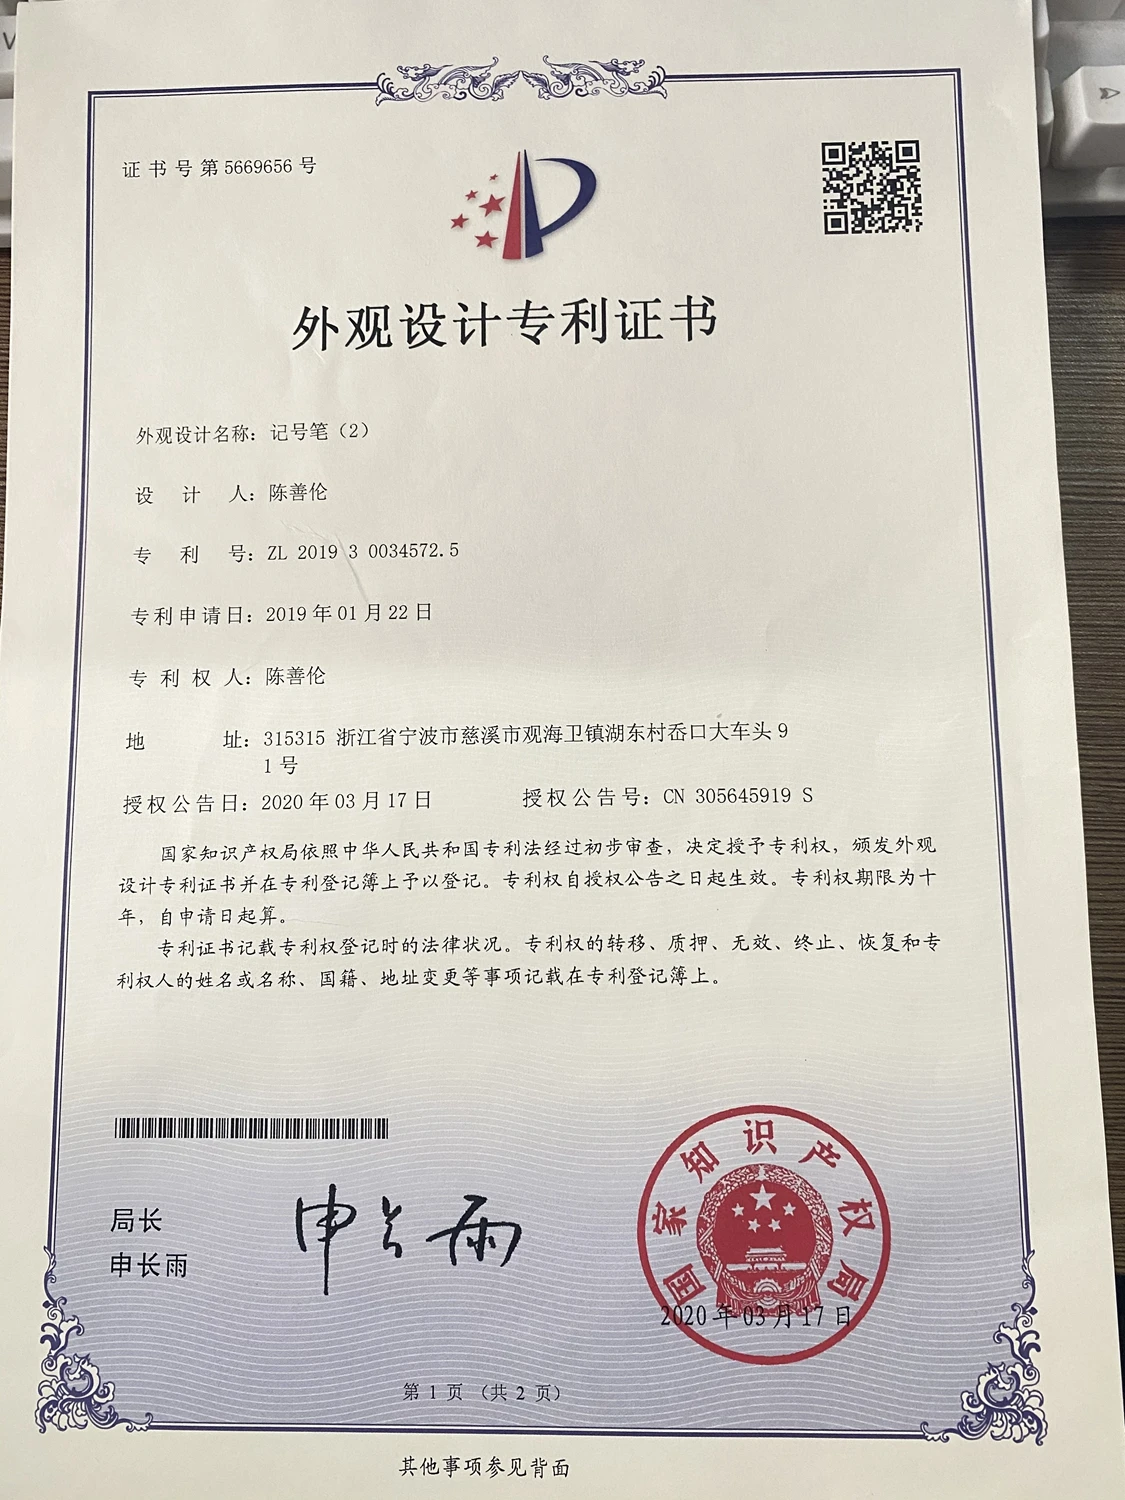 证书号第5669656号
外观设计专利证书
外观设计名称：记号笔（2）
设计人：陈善伦
专利号：ZL 2019 3 0034572.5
专利申请日：2019年01月22日
专利权人：陈善伦
地址：315315 浙江省宁波市慈溪市观海卫镇湖东村岙口大车头9
1号
授权公告日：2020年03月17日 授权公告号：CN 305645919 S
国家知识产权局依照中华人民共和国专利法经过初步审查，决定授予专利权，颁发外观
设计专利证书并在专利登记簿上予以登记。专利权自授权公告之日起生效。专利权期限为十
年，自申请日起算。
专利证书记载专利权登记时的法律状况。专利权的转移、质押、无效、终止、恢复和专
利权人的姓名或名称、国籍、地址变更等事项记载在专利登记簿上。
局长
申长雨
申长雨
国家知识产权局
2020年03月17日
第1页（共2页）
其他事项参见背面